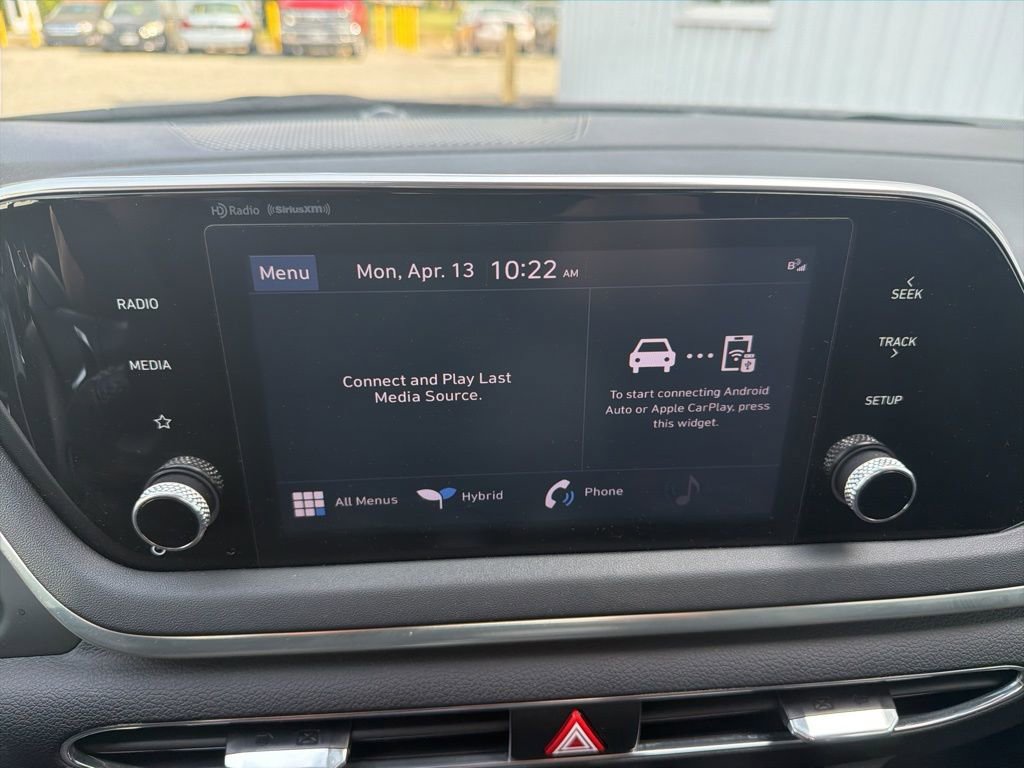 HD Radio ((SiriusXM))
Menu
Mon, Apr. 13 10:22 AM
B
RADIO
MEDIA
Connect and Play Last
Media Source.
To start connecting Android
Auto or Apple CarPlay, press
this widget.
All Menus
Hybrid
Phone
SEEK
TRACK
SETUP